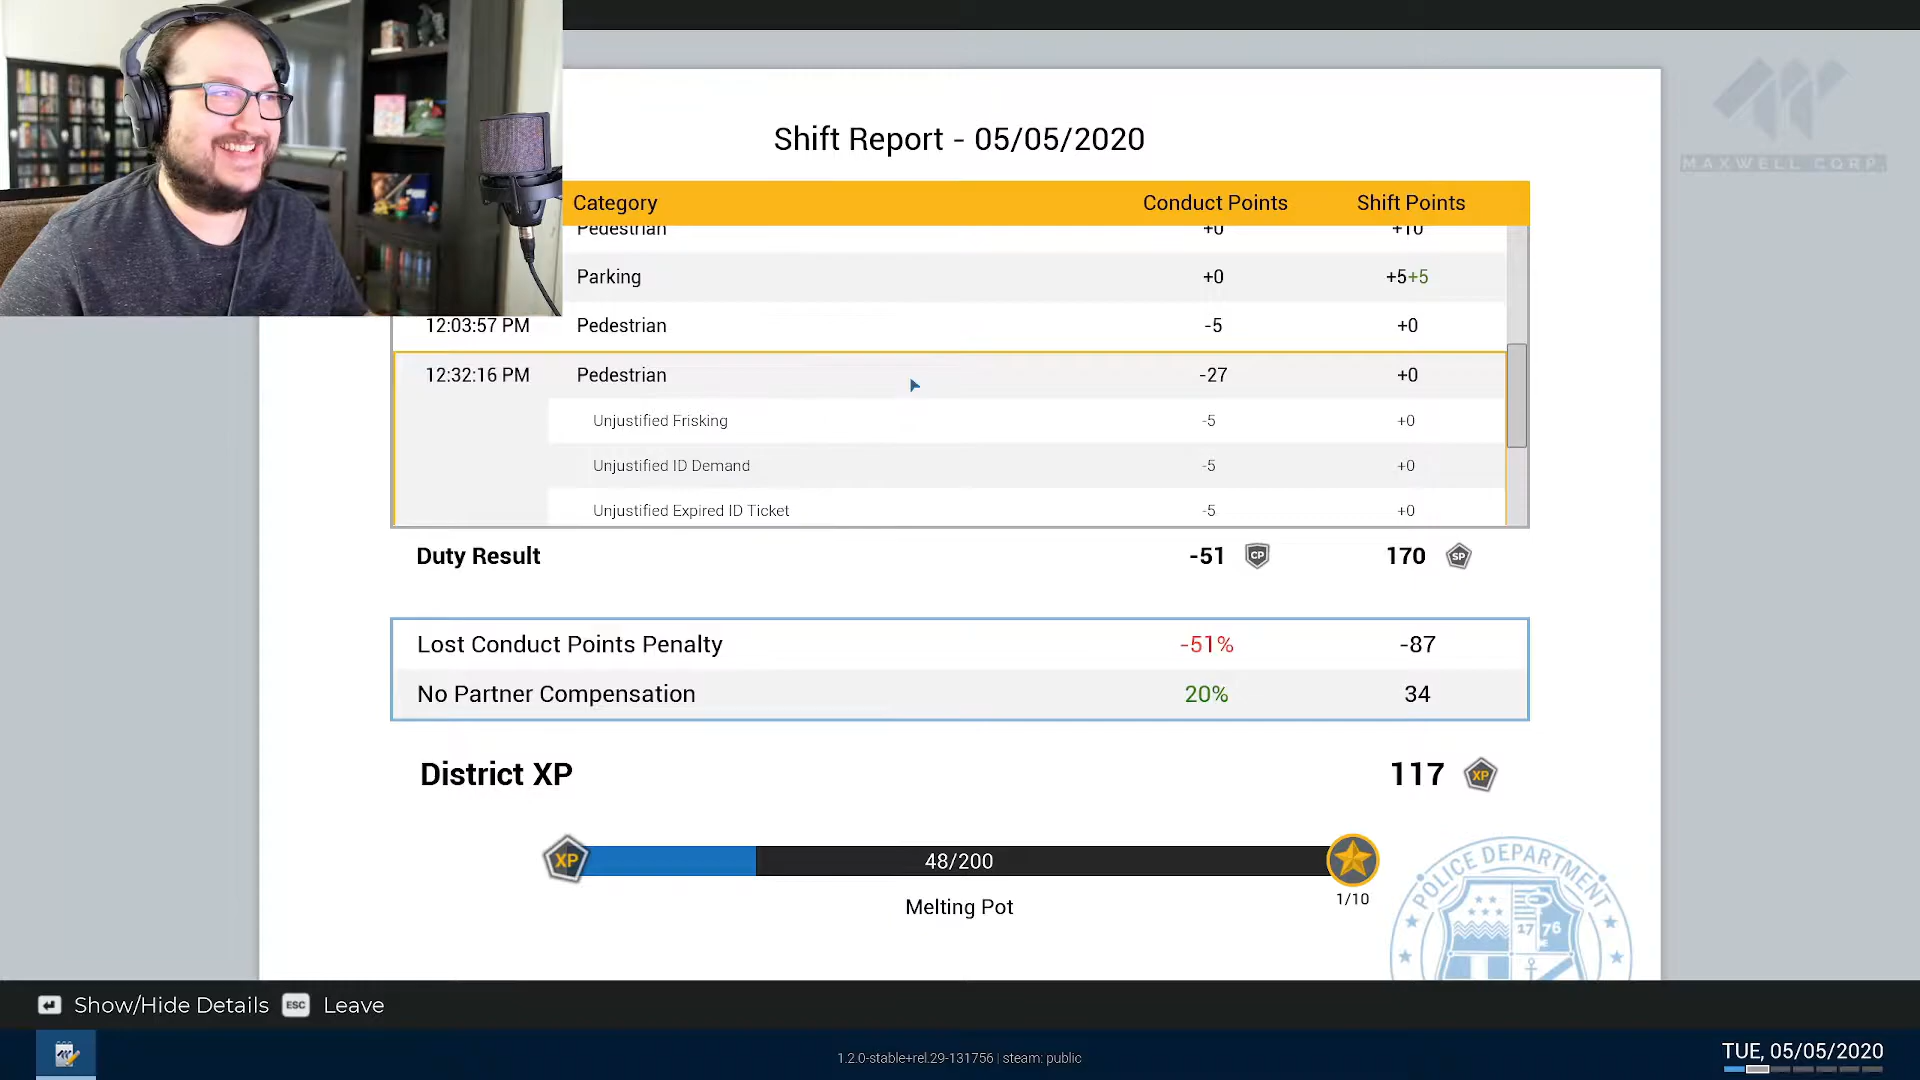 MAXWELL CORP.
Shift Report - 05/05/2020
Category Conduct Points Shift Points
Pedestrian +0 +10
Parking +0 +5+5
12:03:57 PM Pedestrian -5 +0
12:32:16 PM Pedestrian -27 +0
Unjustified Frisking -5 +0
Unjustified ID Demand -5 +0
Unjustified Expired ID Ticket -5 +0
Duty Result -51 CP 170 SP
Lost Conduct Points Penalty -51% -87
No Partner Compensation 20% 34
District XP 117 XP
XP 48/200
1/10
Melting Pot
POLICE DEPARTMENT
1776
Show/Hide Details ESC Leave
1.2.0-stable+rel.29-131756 | steam: public
TUE, 05/05/2020